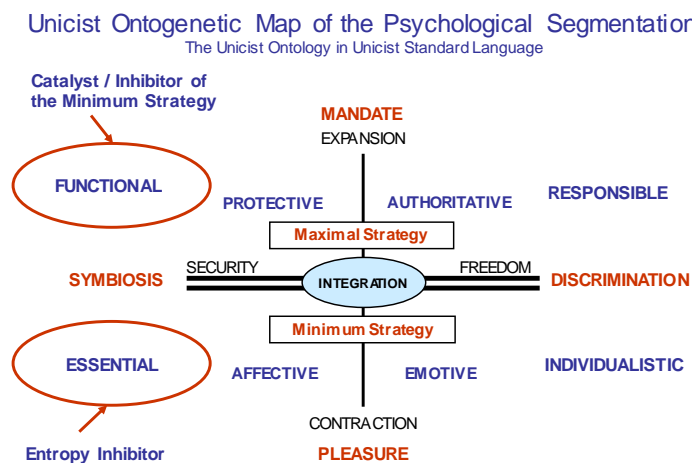 Unicist Ontogenetic Map of the Psychological Segmentation
The Unicist Ontology in Unicist Standard Language
Catalyst / Inhibitor of
the Minimum Strategy
MANDATE
EXPANSION
FUNCTIONAL
PROTECTIVE
AUTHORITATIVE
RESPONSIBLE
Maximal Strategy
SYMBIOSIS
SECURITY
INTEGRATION
FREEDOM
DISCRIMINATION
Minimum Strategy
ESSENTIAL
AFFECTIVE
EMOTIVE
INDIVIDUALISTIC
CONTRACTION
Entropy Inhibitor
PLEASURE